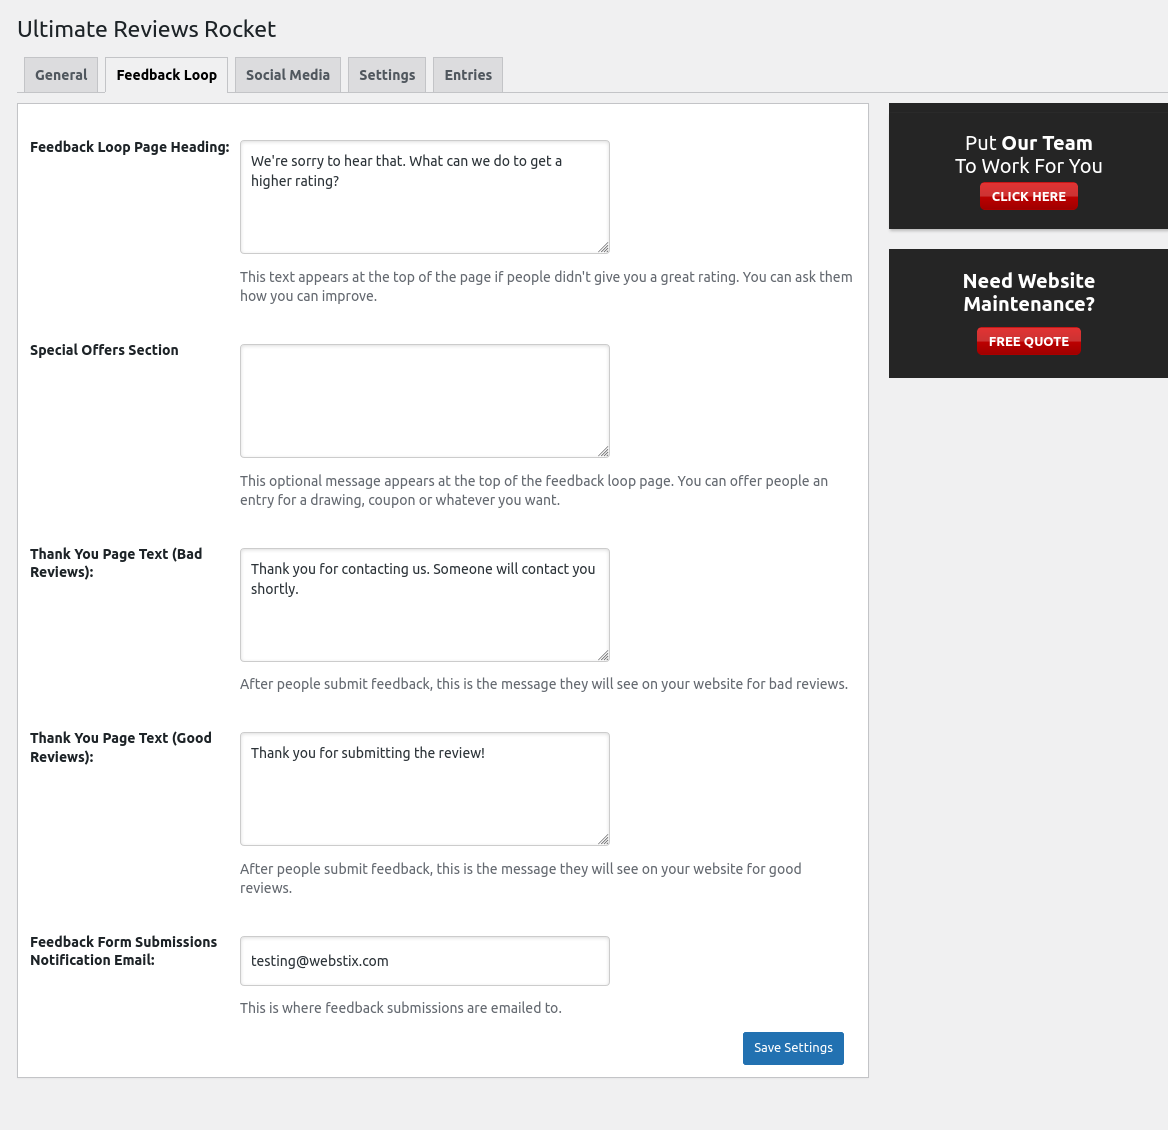 Ultimate Reviews Rocket
General
Feedback Loop
Social Media
Settings
Entries
Feedback Loop Page Heading:
We're sorry to hear that. What can we do to get a
higher rating?
This text appears at the top of the page if people didn't give you a great rating. You can ask them
how you can improve.
Special Offers Section
This optional message appears at the top of the feedback loop page. You can offer people an
entry for a drawing, coupon or whatever you want.
Thank You Page Text (Bad
Reviews):
Thank you for contacting us. Someone will contact you
shortly.
After people submit feedback, this is the message they will see on your website for bad reviews.
Thank You Page Text (Good
Reviews):
Thank you for submitting the review!
After people submit feedback, this is the message they will see on your website for good
reviews.
Feedback Form Submissions
Notification Email:
testing@webstix.com
This is where feedback submissions are emailed to.
Save Settings
Put Our Team
To Work For You
CLICK HERE
Need Website
Maintenance?
FREE QUOTE